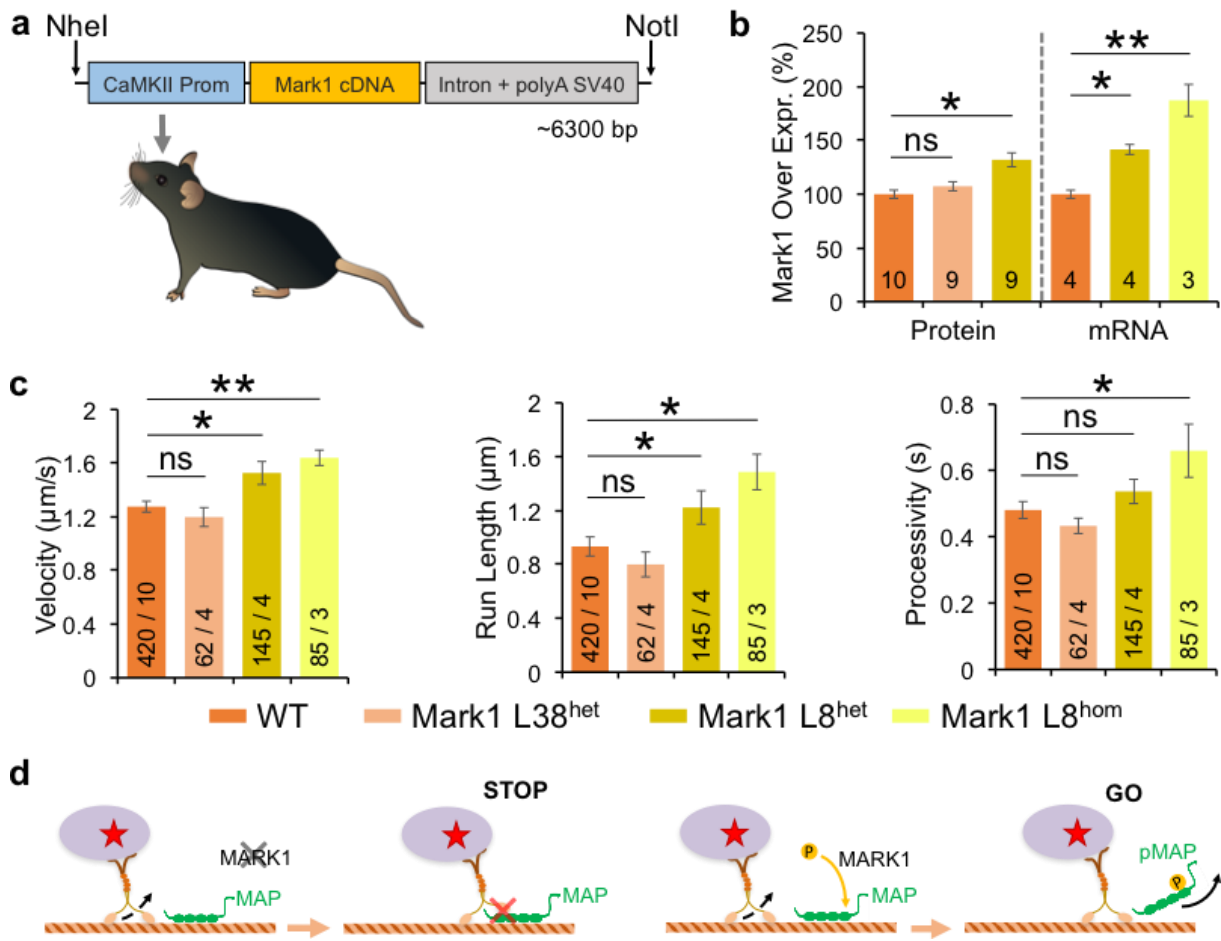 a
NheI
NotI
CaMKII Prom
Mark1 cDNA
Intron + polyA SV40
~6300 bp
b
Mark1 Over Expr. (%)
250
200
150
100
50
0
ns
*
*
**
10
9
9
4
4
3
Protein
mRNA
c
Velocity (µm/s)
2
1.6
1.2
0.8
0.4
0
ns
*
**
420 / 10
62 / 4
145 / 4
85 / 3
Run Length (µm)
2
1.6
1.2
0.8
0.4
0
ns
*
*
420 / 10
62 / 4
145 / 4
85 / 3
Processivity (s)
0.8
0.6
0.4
0.2
0
ns
ns
*
420 / 10
62 / 4
145 / 4
85 / 3
WT
Mark1 L38het
Mark1 L8het
Mark1 L8hom
d
MARK1
MAP
STOP
MAP
P
MARK1
MAP
GO
pMAP
P